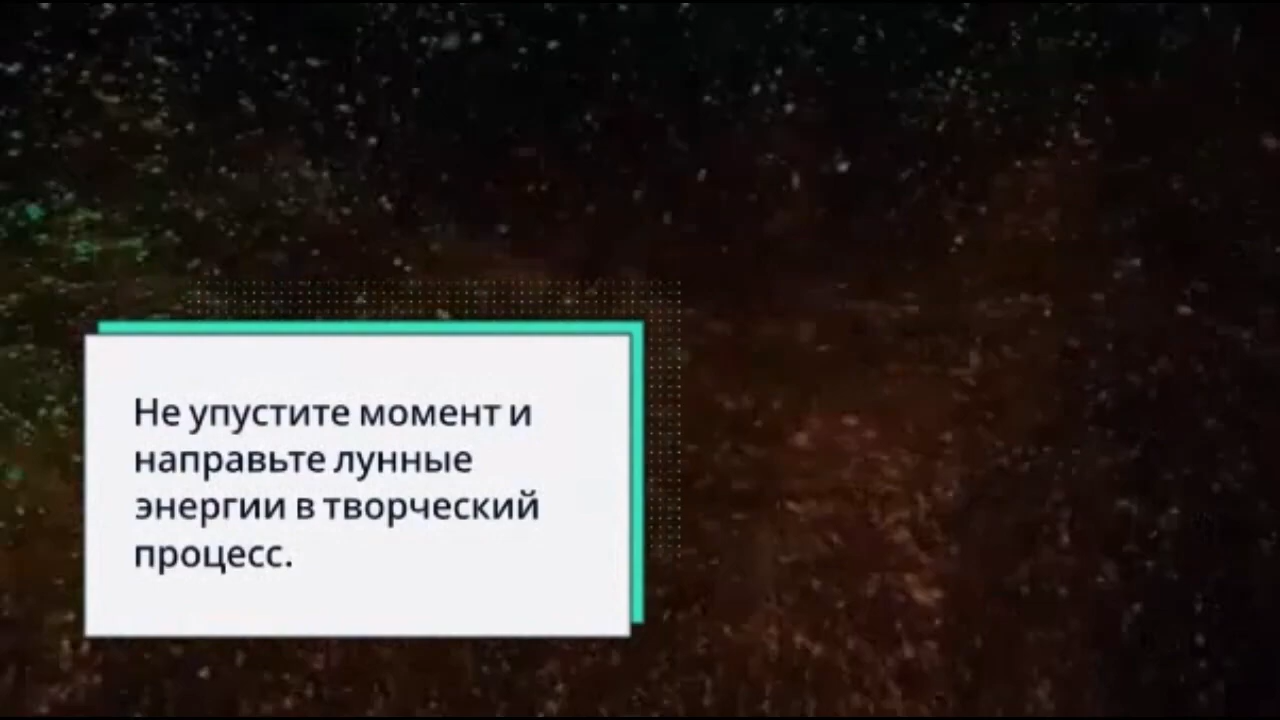 Не упустите момент и
направьте лунные
энергии в творческий
процесс.